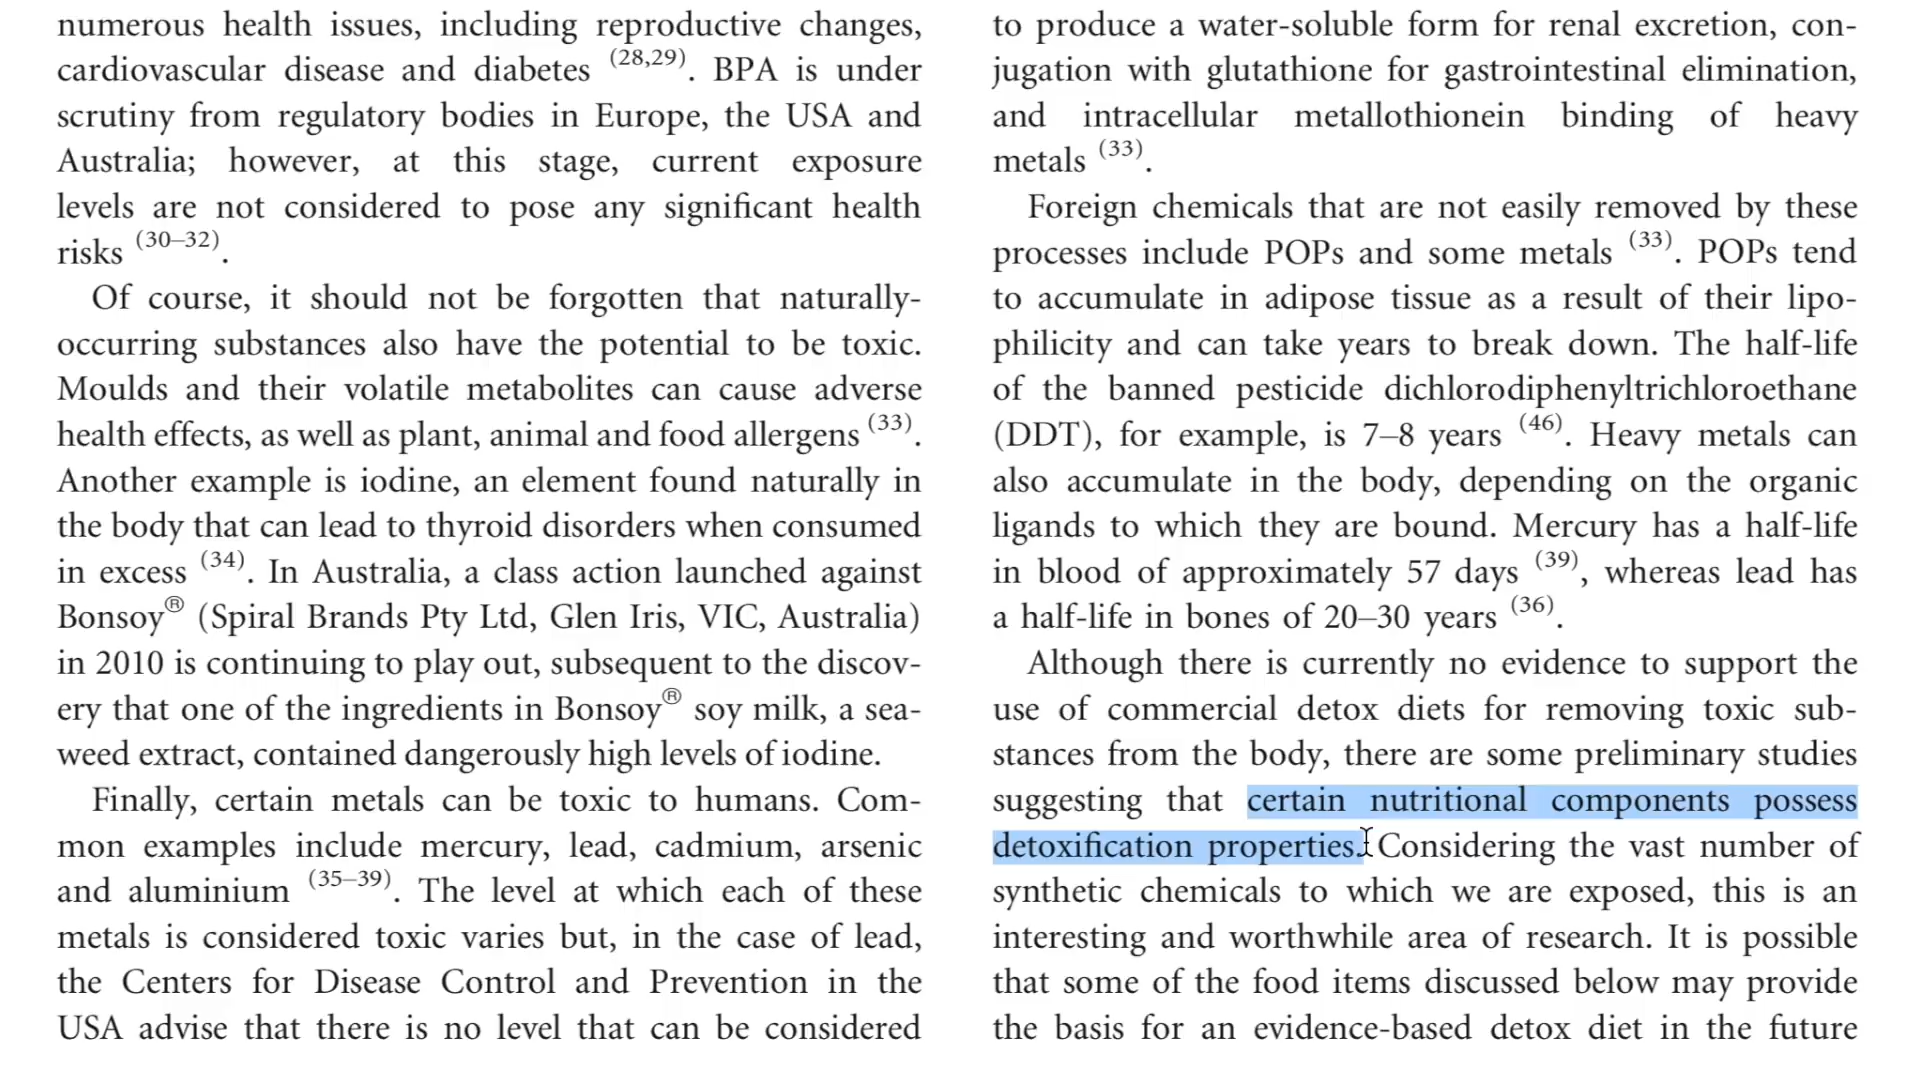 numerous health issues, including reproductive changes,
cardiovascular disease and diabetes (28,29). BPA is under
scrutiny from regulatory bodies in Europe, the USA and
Australia; however, at this stage, current exposure
levels are not considered to pose any significant health
risks (30–32).
Of course, it should not be forgotten that naturally-
occurring substances also have the potential to be toxic.
Moulds and their volatile metabolites can cause adverse
health effects, as well as plant, animal and food allergens (33).
Another example is iodine, an element found naturally in
the body that can lead to thyroid disorders when consumed
in excess (34). In Australia, a class action launched against
Bonsoy® (Spiral Brands Pty Ltd, Glen Iris, VIC, Australia)
in 2010 is continuing to play out, subsequent to the discov-
ery that one of the ingredients in Bonsoy® soy milk, a sea-
weed extract, contained dangerously high levels of iodine.
Finally, certain metals can be toxic to humans. Com-
mon examples include mercury, lead, cadmium, arsenic
and aluminium (35–39). The level at which each of these
metals is considered toxic varies but, in the case of lead,
the Centers for Disease Control and Prevention in the
USA advise that there is no level that can be considered
to produce a water-soluble form for renal excretion, con-
jugation with glutathione for gastrointestinal elimination,
and intracellular metallothionein binding of heavy
metals (33).
Foreign chemicals that are not easily removed by these
processes include POPs and some metals (33). POPs tend
to accumulate in adipose tissue as a result of their lipo-
philicity and can take years to break down. The half-life
of the banned pesticide dichlorodiphenyltrichloroethane
(DDT), for example, is 7–8 years (46). Heavy metals can
also accumulate in the body, depending on the organic
ligands to which they are bound. Mercury has a half-life
in blood of approximately 57 days (39), whereas lead has
a half-life in bones of 20–30 years (36).
Although there is currently no evidence to support the
use of commercial detox diets for removing toxic sub-
stances from the body, there are some preliminary studies
suggesting that certain nutritional components possess
detoxification properties. Considering the vast number of
synthetic chemicals to which we are exposed, this is an
interesting and worthwhile area of research. It is possible
that some of the food items discussed below may provide
the basis for an evidence-based detox diet in the future